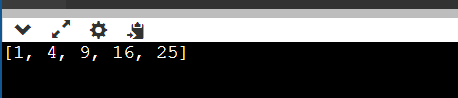 [1, 4, 9, 16, 25]